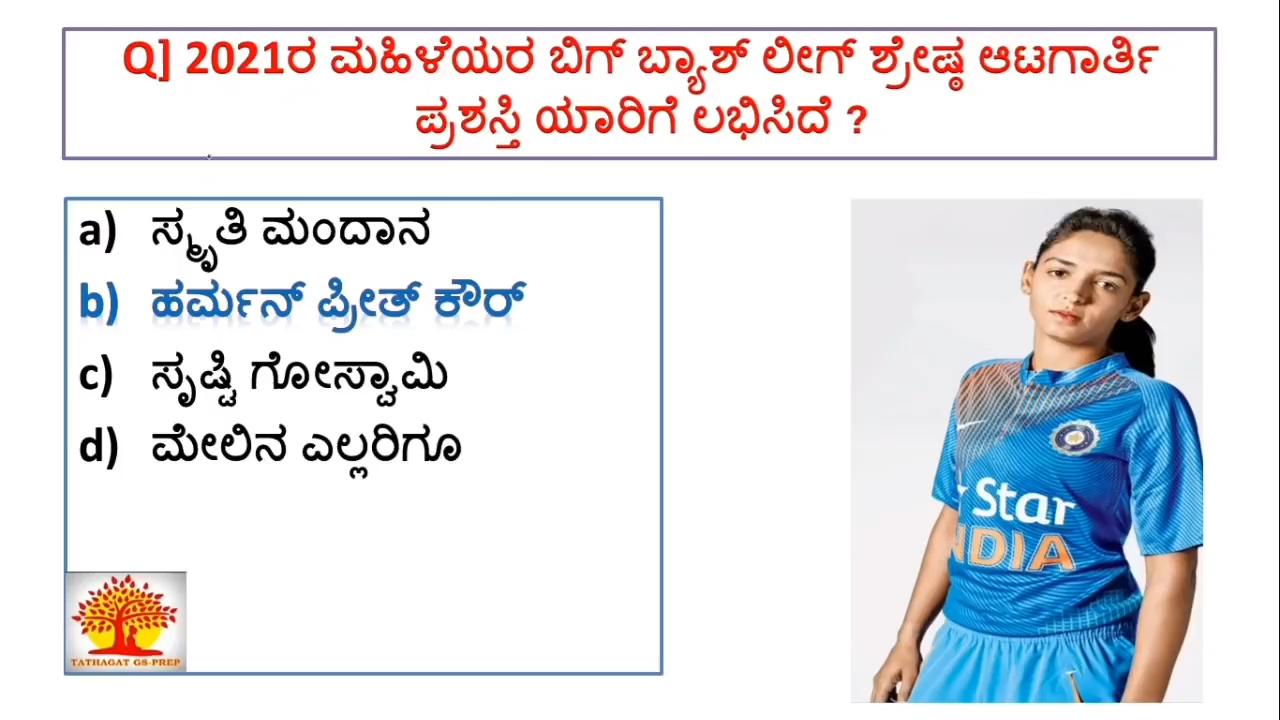 Q] 2021ರ ಮಹಿಳೆಯರ ಬಿಗ್ ಬ್ಯಾಶ್ ಲೀಗ್ ಶ್ರೇಷ್ಠ ಆಟಗಾರ್ತಿ
ಪ್ರಶಸ್ತಿ ಯಾರಿಗೆ ಲಭಿಸಿದೆ ?
a) ಸ್ಮೃತಿ ಮಂದಾನ
b) ಹರ್ಮನ್ ಪ್ರೀತ್ ಕೌರ್
c) ಸೃಷ್ಟಿ ಗೋಸ್ವಾಮಿ
d) ಮೇಲಿನ ಎಲ್ಲರಿಗೂ
TATHAGAT GS-PREP
Star
INDIA